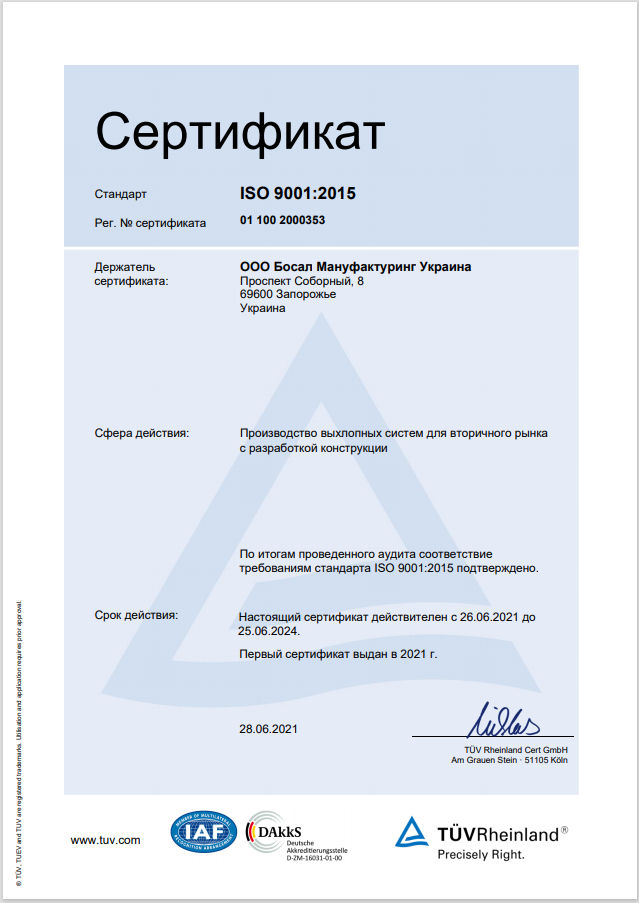 Сертификат
Стандарт
ISO 9001:2015
Рег. № сертификата
01 100 2000353
Держатель
сертификата:
ООО Босал Мануфактуринг Украина
Проспект Соборный, 8
69600 Запорожье
Украина
Сфера действия:
Производство выхлопных систем для вторичного рынка
с разработкой конструкции
По итогам проведенного аудита соответствие
требованиям стандарта ISO 9001:2015 подтверждено.
Срок действия:
Настоящий сертификат действителен с 26.06.2021 до
25.06.2024.
Первый сертификат выдан в 2021 г.
28.06.2021
TÜV Rheinland Cert GmbH
Am Grauen Stein · 51105 Köln
® TÜV, TUEV and TUV are registered trademarks. Utilisation and application requires prior approval.
www.tuv.com
MEMBER OF MULTILATERAL
IAF
RECOGNITION ARRANGEMENT
DAkkS
Deutsche
Akkreditierungsstelle
D-ZM-16031-01-00
TÜVRheinland®
Precisely Right.